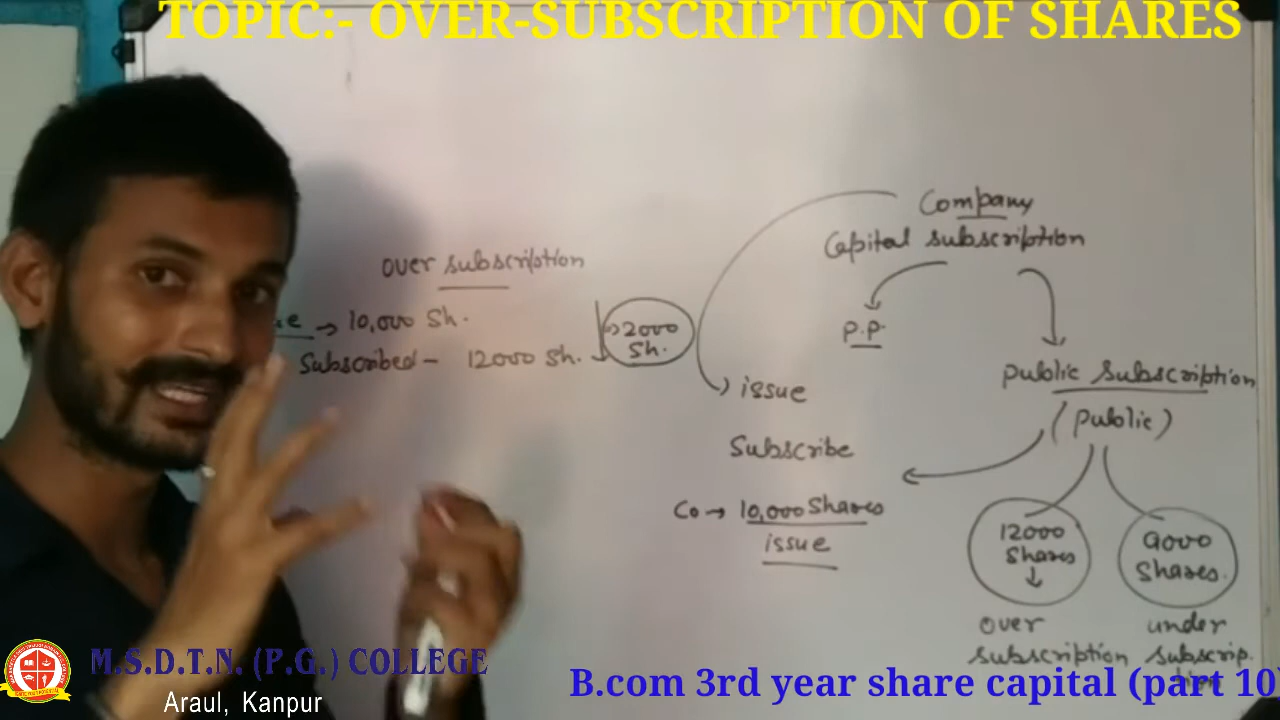 TOPIC:- OVER-SUBSCRIPTION OF SHARES
Company
Capital subscription
P.P.
Public Subscription
(Public)
12000
Shares
over
subscription
9000
Shares.
under
subscrip.
issue
Subscribe
Co → 10,000 Shares
issue
over subscription
→ 10,000 Sh.
Subscribed - 12000 Sh.
2000
Sh.
M.S.D.T.N. (P.G.) COLLEGE
Araul, Kanpur
B.com 3rd year share capital (part 10)